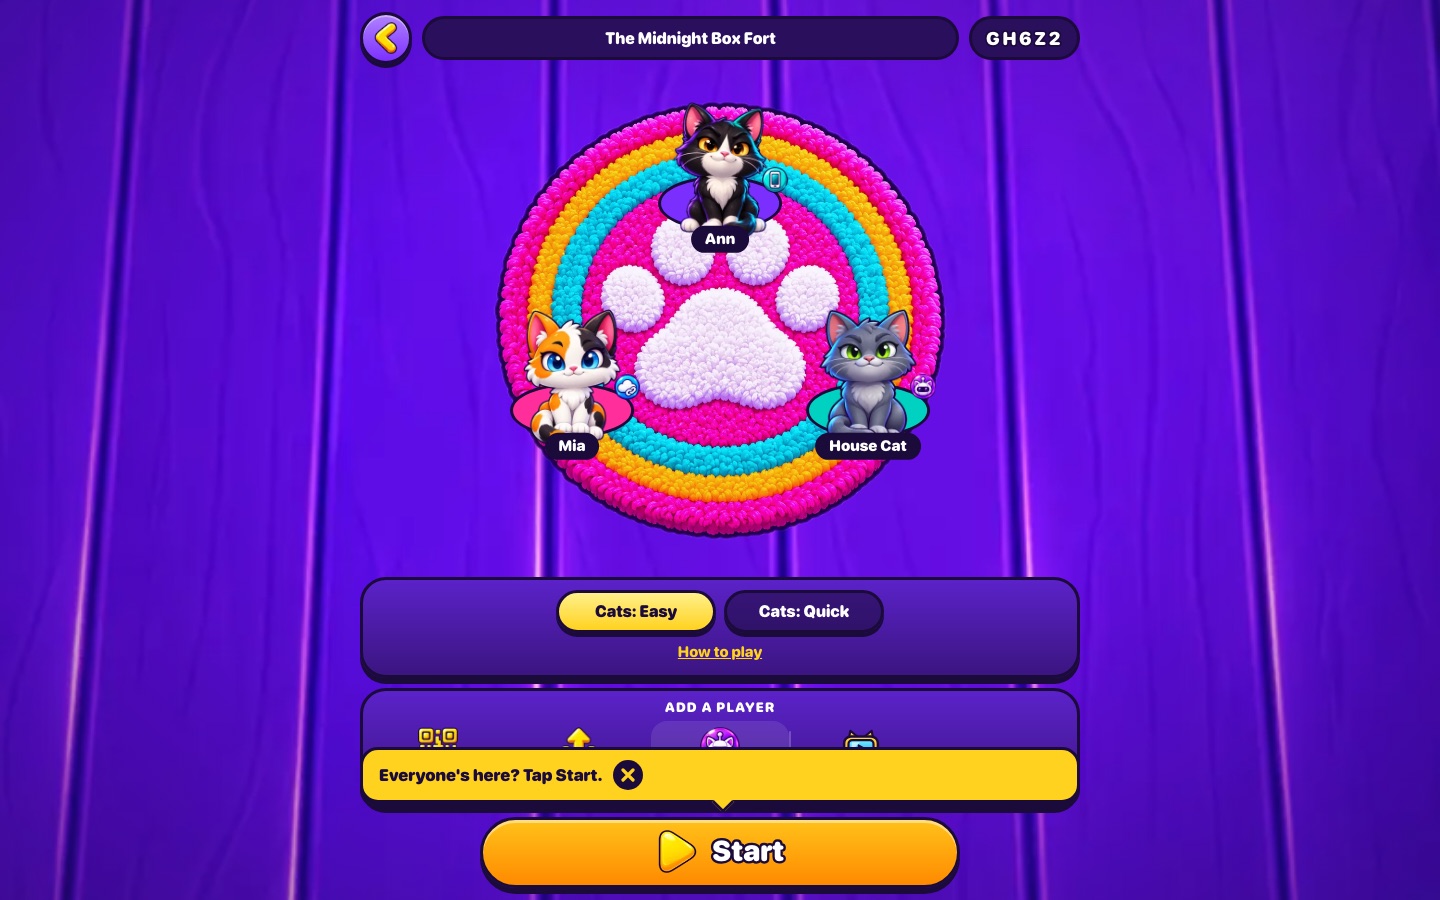 The Midnight Box Fort
GH6Z2
Ann
Mia
House Cat
Cats: Easy
Cats: Quick
How to play
ADD A PLAYER
Everyone's here? Tap Start.
Start